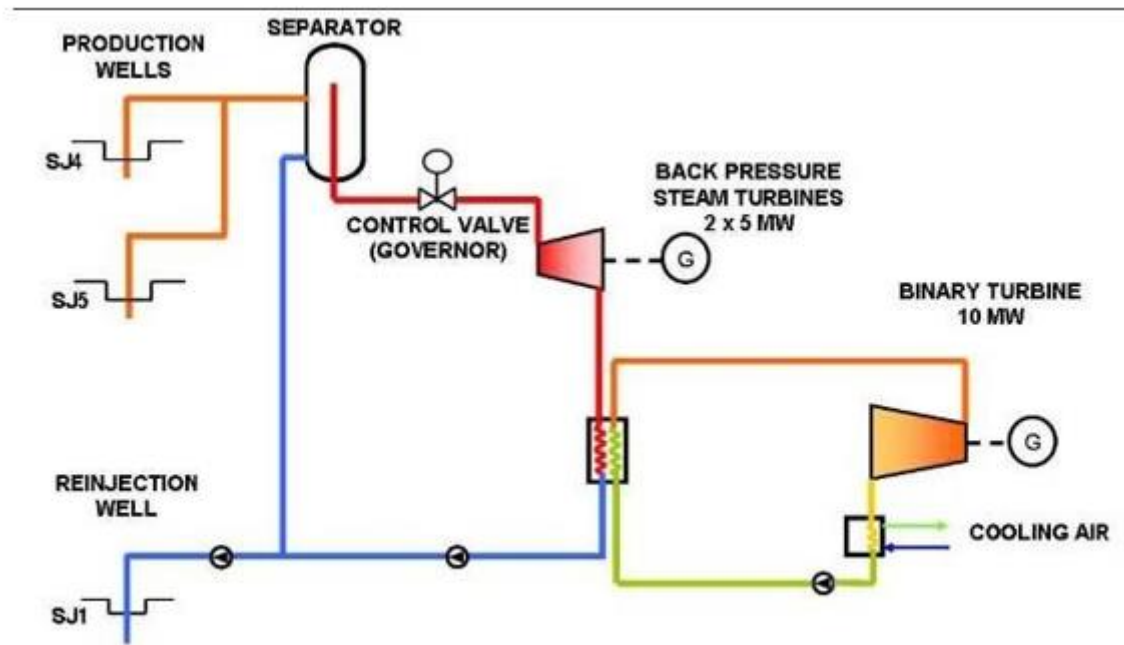 SEPARATOR
PRODUCTION
WELLS
SJ4
BACK PRESSURE
STEAM TURBINES
2 x 5 MW
CONTROL VALVE
(GOVERNOR)
G
SJ5
BINARY TURBINE
10 MW
G
REINJECTION
WELL
COOLING AIR
SJ1